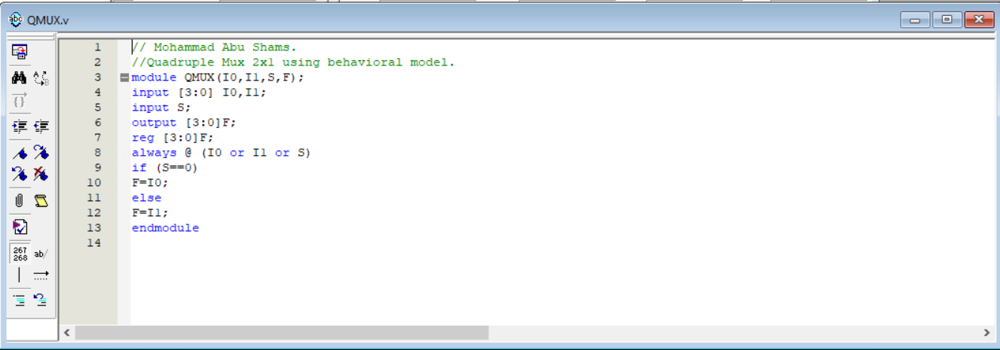 QMUX.v
1 // Mohammad Abu Shams.
2 //Quadruple Mux 2x1 using behavioral model.
3 module QMUX(I0,I1,S,F);
4 input [3:0] I0,I1;
5 input S;
6 output [3:0]F;
7 reg [3:0]F;
8 always @ (I0 or I1 or S)
9 if (S==0)
10 F=I0;
11 else
12 F=I1;
13 endmodule
14
267
268 ab/